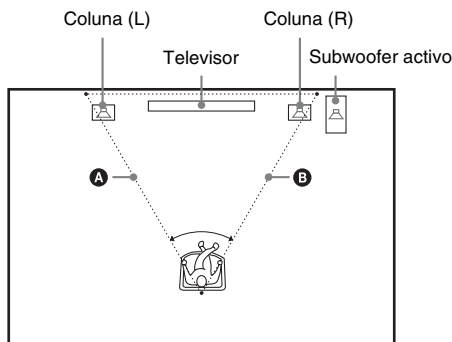 Coluna (L)
Coluna (R)
Televisor
Subwoofer activo
A
B